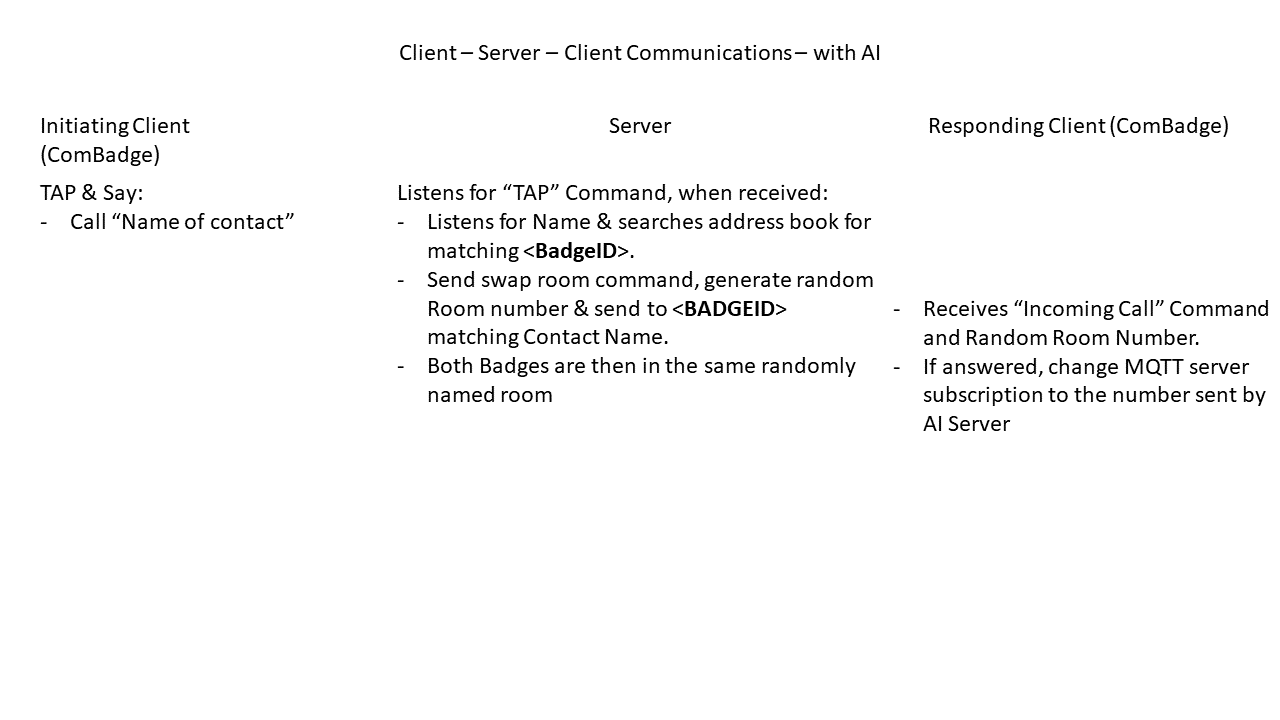 Client – Server – Client Communications – with AI
Initiating Client
(ComBadge)
Server
Responding Client (ComBadge)
TAP & Say:
- Call “Name of contact”
Listens for “TAP” Command, when received:
- Listens for Name & searches address book for
matching <BadgeID>.
- Send swap room command, generate random
Room number & send to <BADGEID>
matching Contact Name.
- Both Badges are then in the same randomly
named room
- Receives “Incoming Call” Command
and Random Room Number.
- If answered, change MQTT server
subscription to the number sent by
AI Server